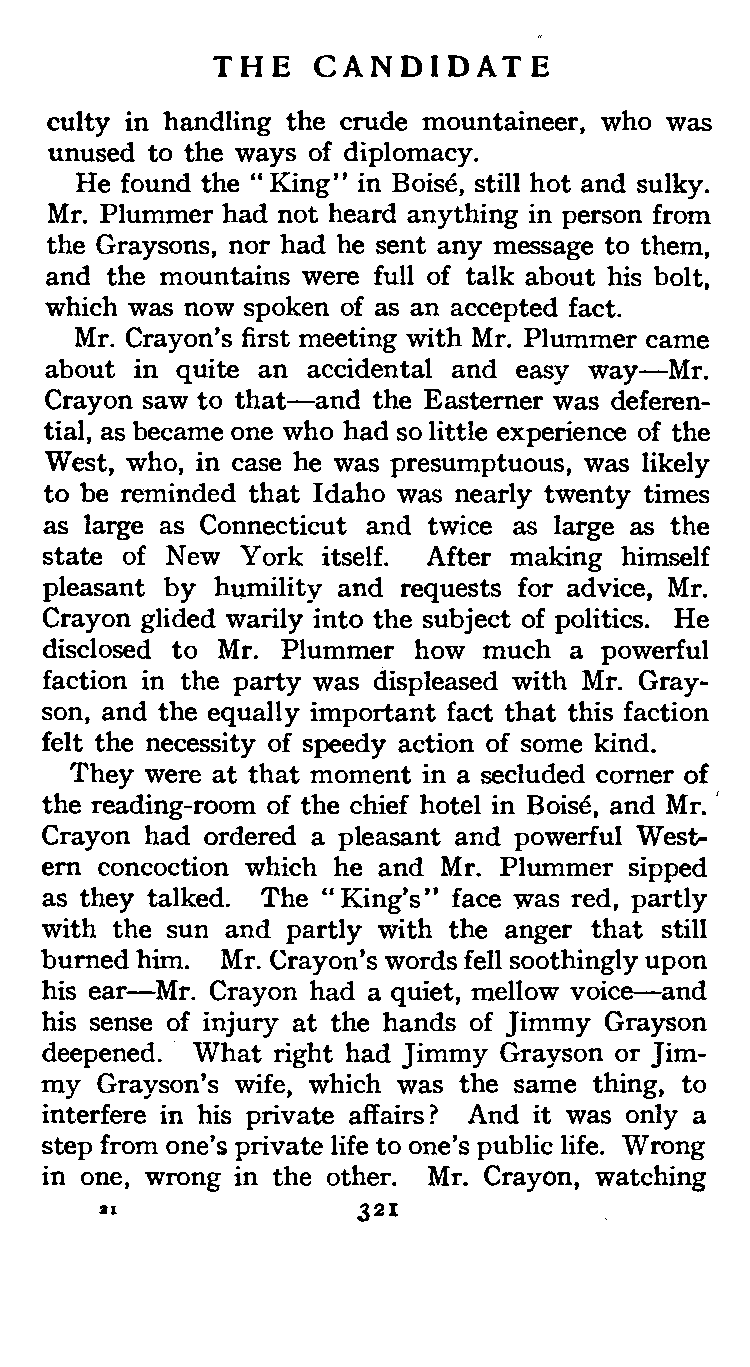 THE CANDIDATE
culty in handling the crude mountaineer, who was
unused to the ways of diplomacy.
He found the "King" in Boisé, still hot and sulky.
Mr. Plummer had not heard anything in person from
the Graysons, nor had he sent any message to them,
and the mountains were full of talk about his bolt,
which was now spoken of as an accepted fact.
Mr. Crayon's first meeting with Mr. Plummer came
about in quite an accidental and easy way—Mr.
Crayon saw to that—and the Easterner was deferen-
tial, as became one who had so little experience of the
West, who, in case he was presumptuous, was likely
to be reminded that Idaho was nearly twenty times
as large as Connecticut and twice as large as the
state of New York itself. After making himself
pleasant by humility and requests for advice, Mr.
Crayon glided warily into the subject of politics. He
disclosed to Mr. Plummer how much a powerful
faction in the party was displeased with Mr. Gray-
son, and the equally important fact that this faction
felt the necessity of speedy action of some kind.
They were at that moment in a secluded corner of
the reading-room of the chief hotel in Boisé, and Mr.
Crayon had ordered a pleasant and powerful West-
ern concoction which he and Mr. Plummer sipped
as they talked. The "King's" face was red, partly
with the sun and partly with the anger that still
burned him. Mr. Crayon's words fell soothingly upon
his ear—Mr. Crayon had a quiet, mellow voice—and
his sense of injury at the hands of Jimmy Grayson
deepened. What right had Jimmy Grayson or Jim-
my Grayson's wife, which was the same thing, to
interfere in his private affairs? And it was only a
step from one's private life to one's public life. Wrong
in one, wrong in the other. Mr. Crayon, watching
21 321